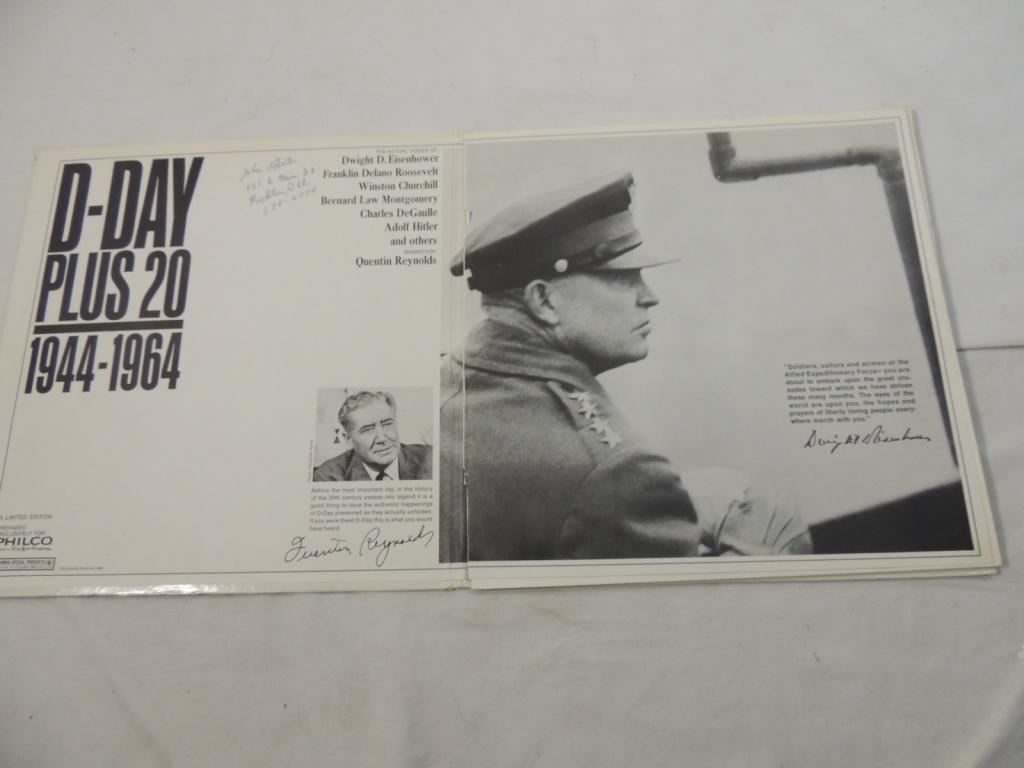 D-DAY
PLUS 20
1944-1964
John
THE ACTUAL VOICES OF
Dwight D. Eisenhower
Franklin Delano Roosevelt
Winston Churchill
Bernard Law Montgomery
Charles DeGaulle
Adolf Hitler
and others
NARRATION
Quentin Reynolds
Before the most important day in the history
of the 20th century passes into legend it is a
good thing to have the authentic happenings
of D-Day presented as they actually unfolded.
If you were there D-Day this is what you would
have heard.
Quentin Reynolds
A LIMITED EDITION
PREPARED
EXCLUSIVELY FOR
PHILCO
"Soldiers, sailors and airmen of the
Allied Expeditionary Force—you are
about to embark upon the great cru-
sades toward which we have striven
these many months. The eyes of the
world are upon you, the hopes and
prayers of liberty loving people every-
where march with you."
Dwight D Eisenhower